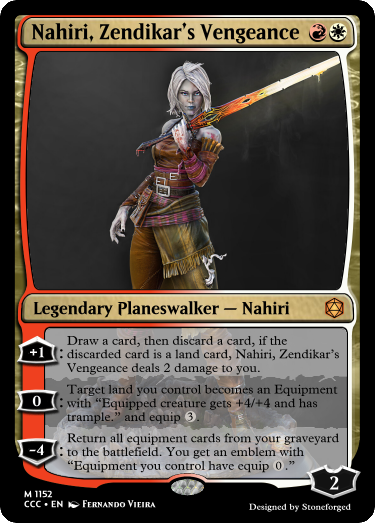 Nahiri, Zendikar's Vengeance
Legendary Planeswalker — Nahiri
+1: Draw a card, then discard a card, if the
discarded card is a land card, Nahiri, Zendikar's
Vengeance deals 2 damage to you.
0: Target land you control becomes an Equipment
with “Equipped creature gets +4/+4 and has
trample.” and equip 3.
-4: Return all equipment cards from your graveyard
to the battlefield. You get an emblem with
“Equipment you control have equip 0.”
2
M 1152
CCC • EN Fernando Vieira
Designed by Stoneforged